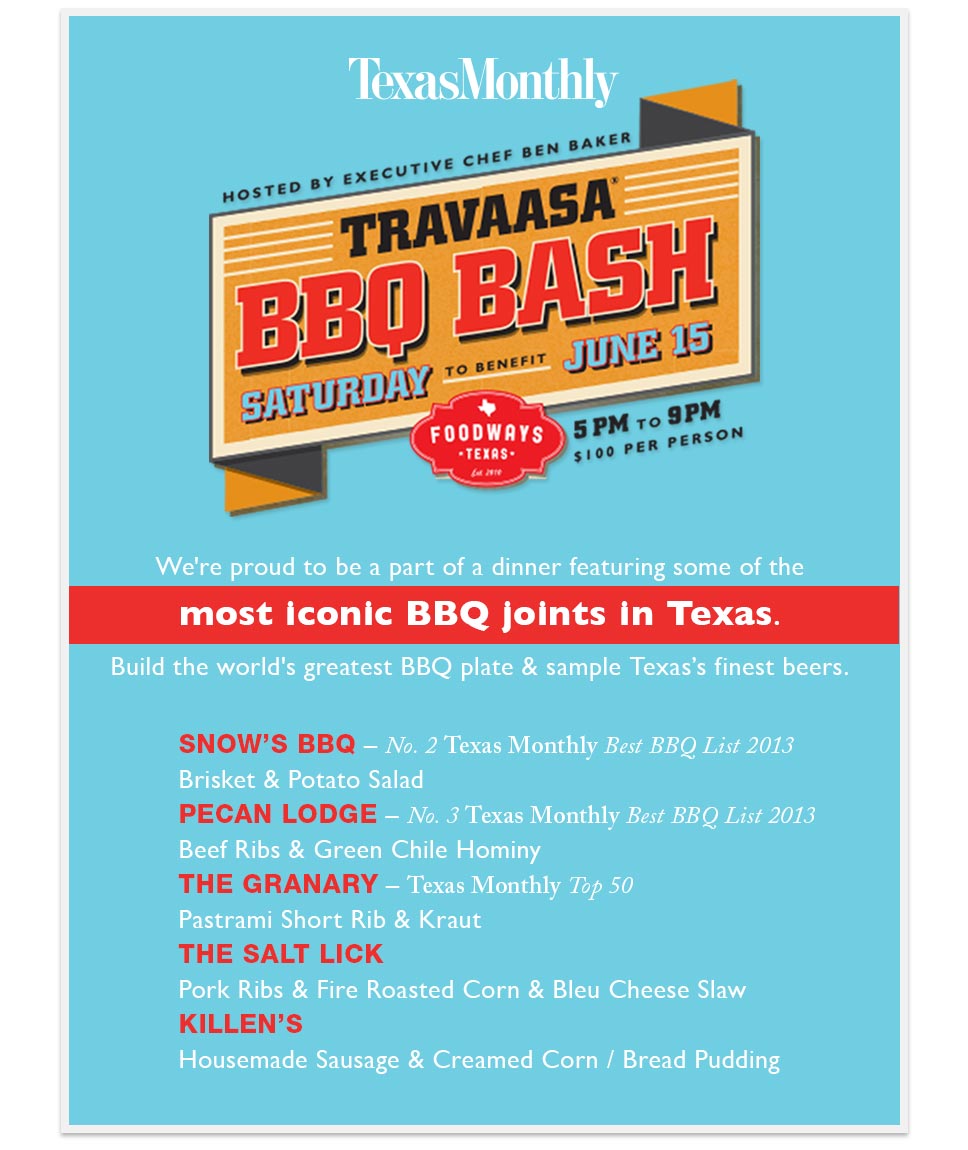 TexasMonthly
HOSTED BY EXECUTIVE CHEF BEN BAKER
TRAVAASA®
BBQ BASH
SATURDAY TO BENEFIT JUNE 15
FOODWAYS
·TEXAS·
Est. 2010
5 PM TO 9 PM
$100 PER PERSON
We're proud to be a part of a dinner featuring some of the
most iconic BBQ joints in Texas.
Build the world's greatest BBQ plate & sample Texas’s finest beers.
SNOW’S BBQ – No. 2 Texas Monthly Best BBQ List 2013
Brisket & Potato Salad
PECAN LODGE – No. 3 Texas Monthly Best BBQ List 2013
Beef Ribs & Green Chile Hominy
THE GRANARY – Texas Monthly Top 50
Pastrami Short Rib & Kraut
THE SALT LICK
Pork Ribs & Fire Roasted Corn & Bleu Cheese Slaw
KILLEN’S
Housemade Sausage & Creamed Corn / Bread Pudding